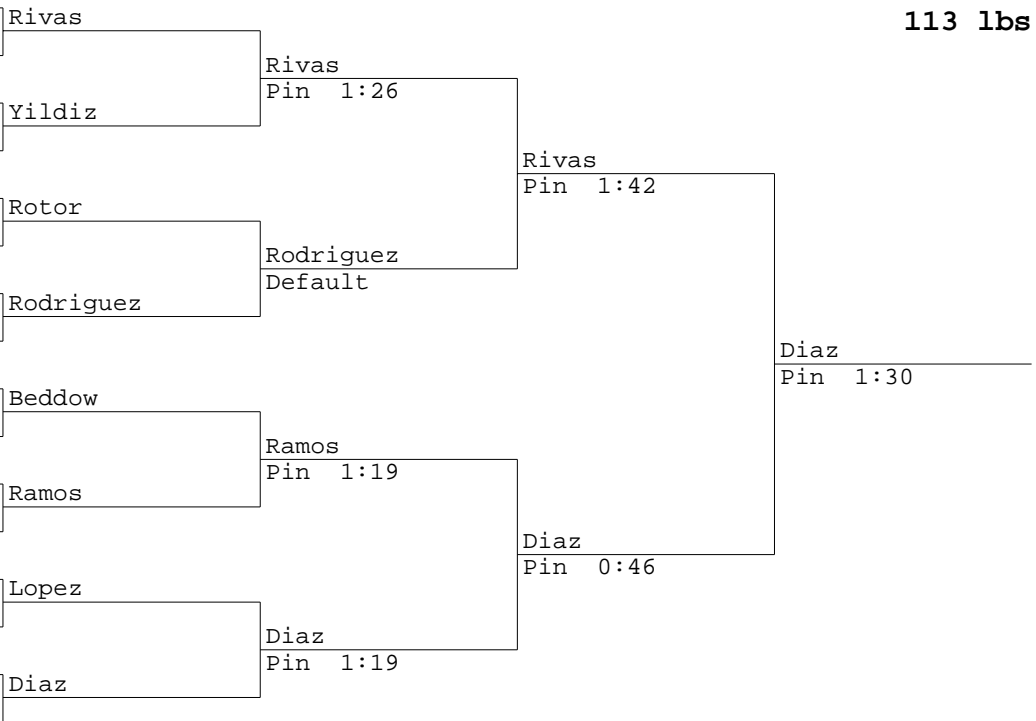 Rivas
113 lbs
Rivas
Pin 1:26
Yildiz
Rivas
Pin 1:42
Rotor
Rodriguez
Default
Rodriguez
Diaz
Pin 1:30
Beddow
Ramos
Pin 1:19
Ramos
Diaz
Pin 0:46
Lopez
Diaz
Pin 1:19
Diaz